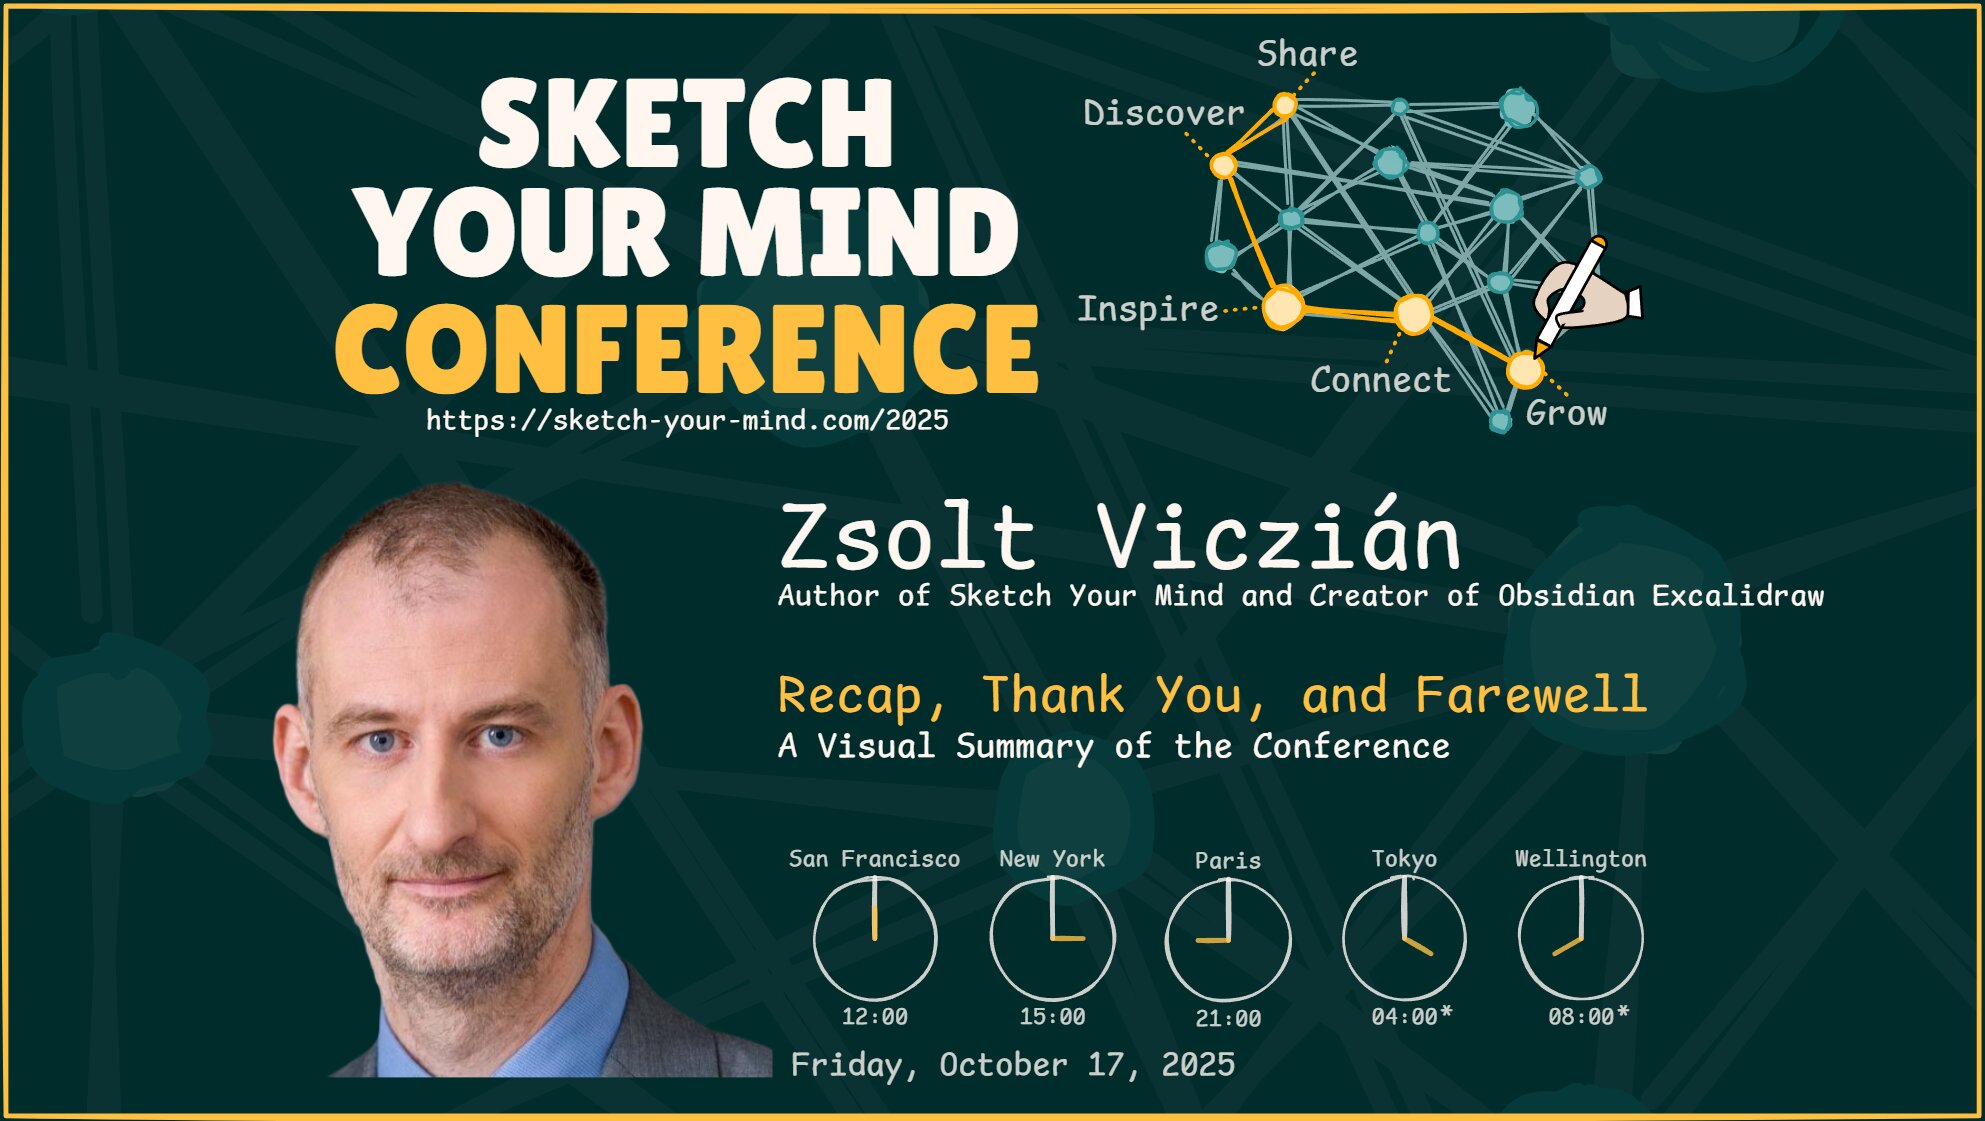 SKETCH
YOUR MIND
CONFERENCE
https://sketch-your-mind.com/2025
Share
Discover
Inspire
Connect
Grow
Zsolt Viczián
Author of Sketch Your Mind and Creator of Obsidian Excalidraw
Recap, Thank You, and Farewell
A Visual Summary of the Conference
San Francisco
New York
Paris
Tokyo
Wellington
12:00
15:00
21:00
04:00*
08:00*
Friday, October 17, 2025